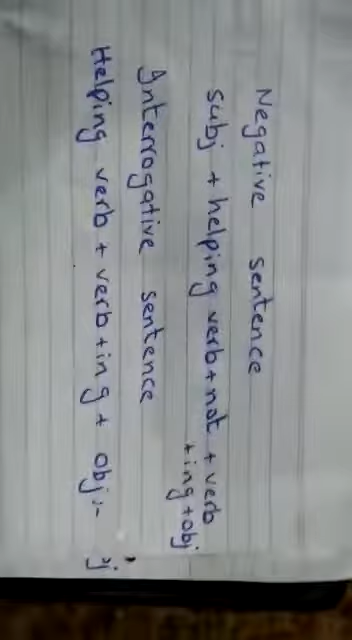 Negative sentence
subj + helping verb + not + verb
+ ing + obj
Interrogative sentence
Helping verb + verb + ing + obj:-